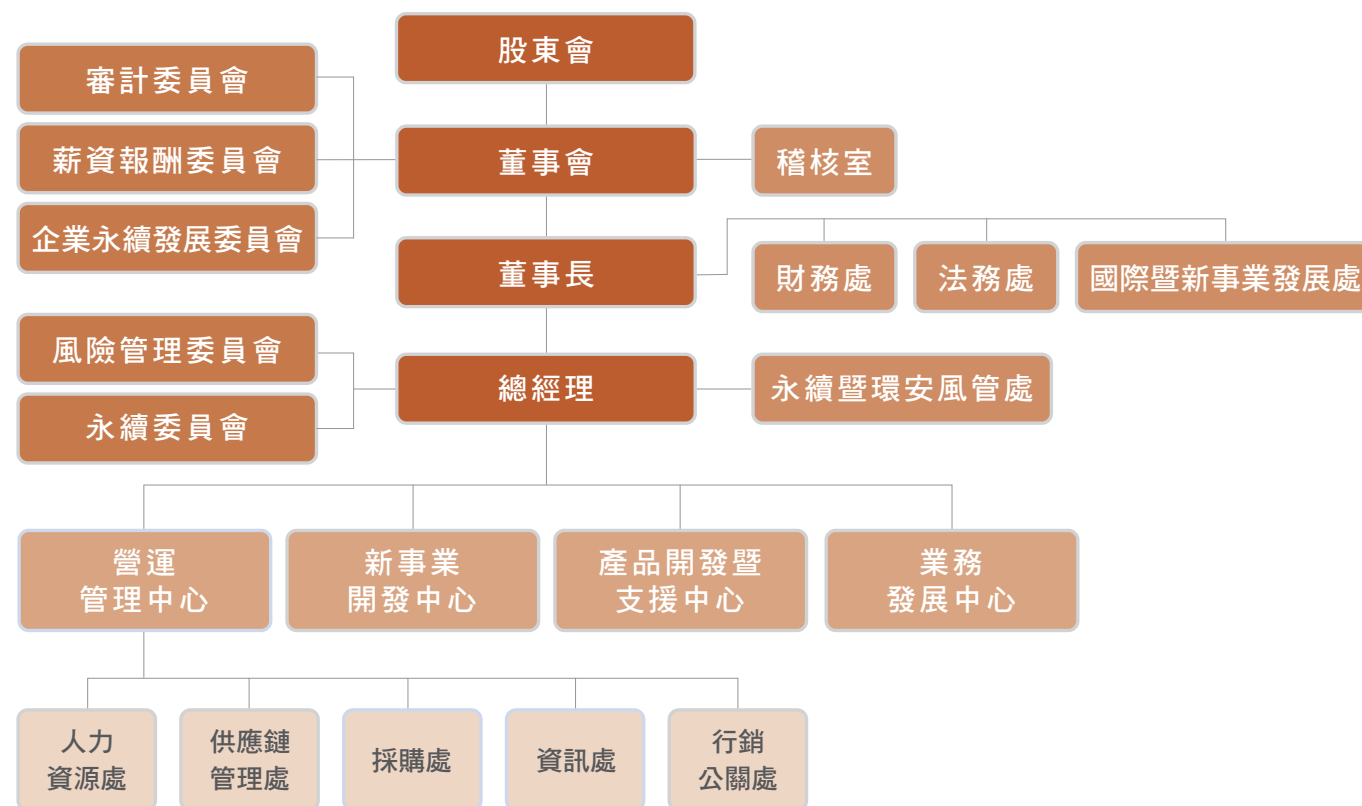 股東會
審計委員會
薪資報酬委員會
企業永續發展委員會
董事會
稽核室
董事長
財務處
法務處
國際暨新事業發展處
風險管理委員會
永續委員會
總經理
永續暨環安風管處
營運
管理中心
新事業
開發中心
產品開發暨
支援中心
業務
發展中心
人力
資源處
供應鏈
管理處
採購處
資訊處
行銷
公關處